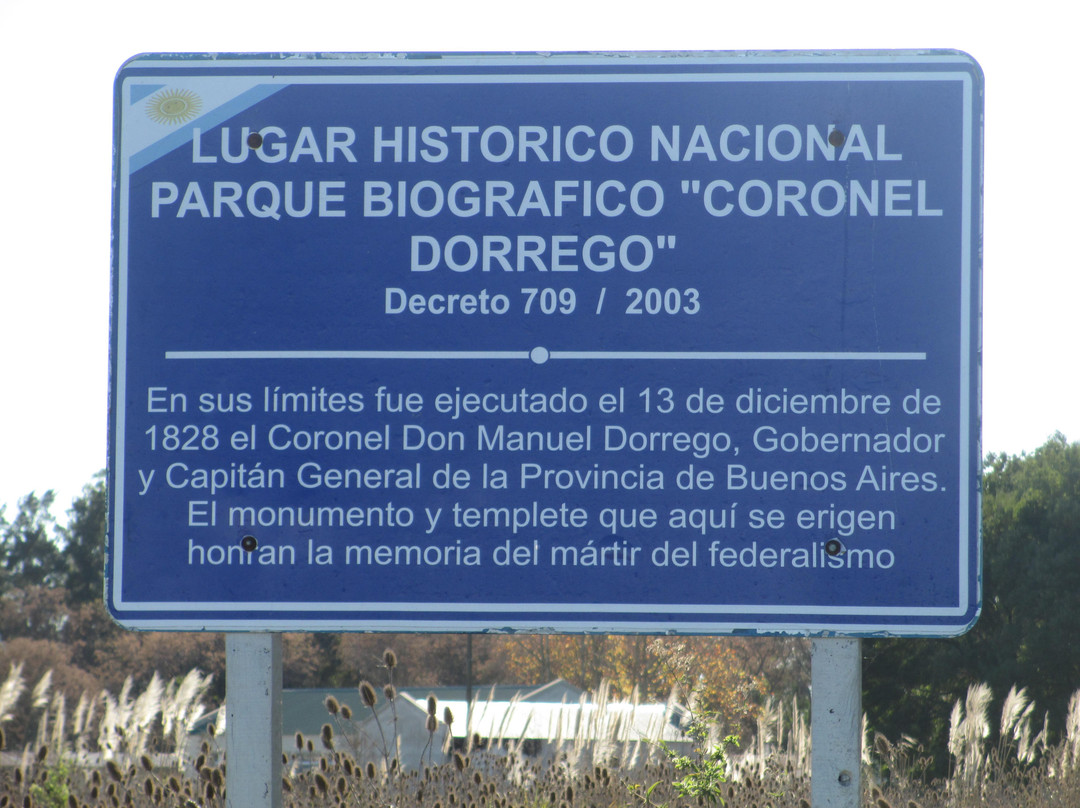 LUGAR HISTORICO NACIONAL
PARQUE BIOGRAFICO "CORONEL
DORREGO"
Decreto 709 / 2003
En sus límites fue ejecutado el 13 de diciembre de
1828 el Coronel Don Manuel Dorrego, Gobernador
y Capitán General de la Provincia de Buenos Aires.
El monumento y templete que aquí se erigen
honran la memoria del mártir del federalismo